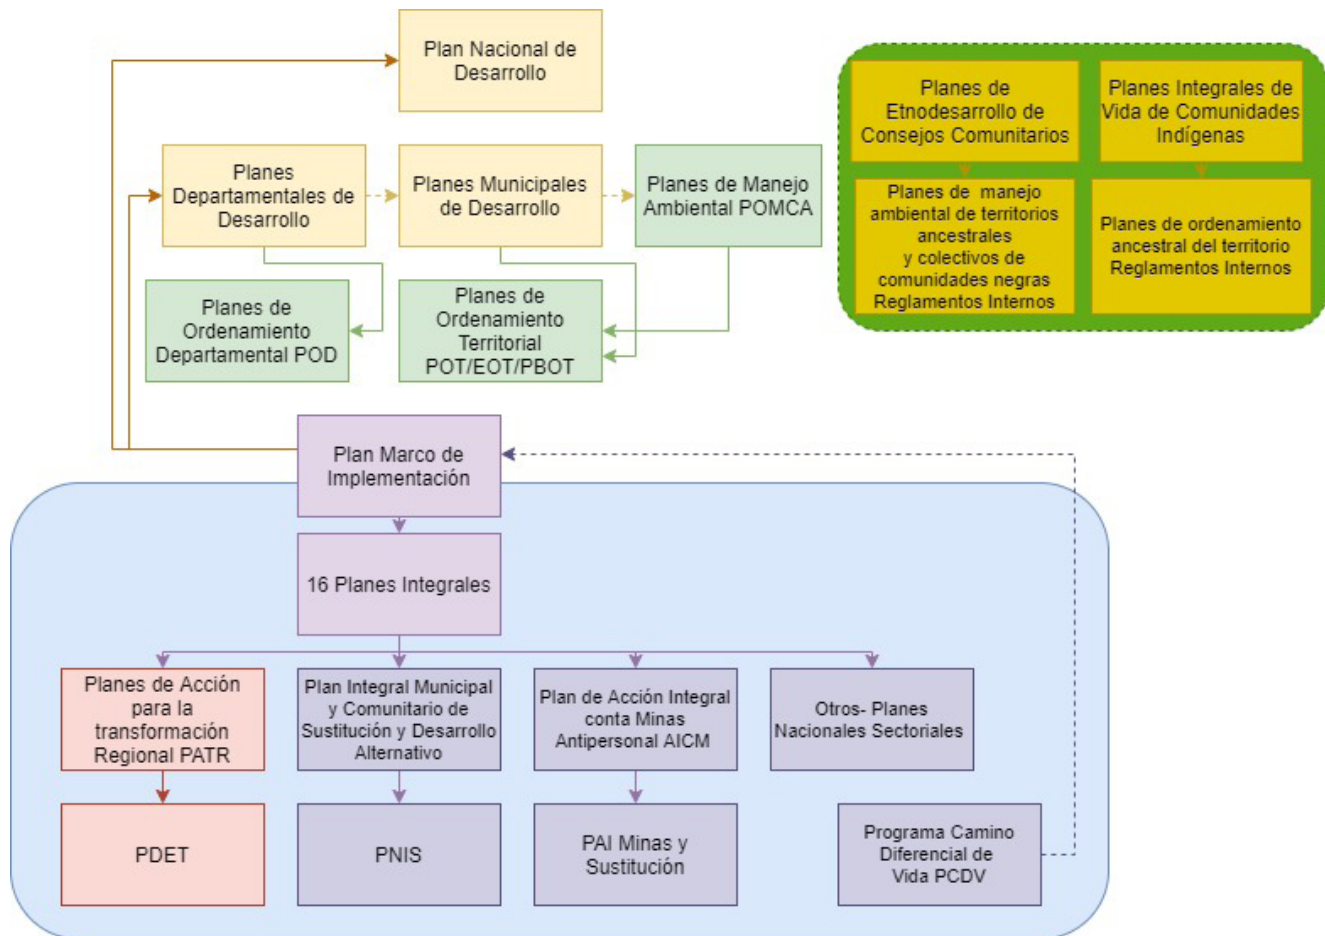 Plan Nacional de
Desarrollo
Planes de
Etnodesarrollo de
Consejos Comunitarios
Planes Integrales de
Vida de Comunidades
Indígenas
Planes
Departamentales de
Desarrollo
Planes Municipales
de Desarrollo
Planes de Manejo
Ambiental POMCA
Planes de  manejo
ambiental de territorios
ancestrales
y colectivos de
comunidades negras
Reglamentos Internos
Planes de ordenamiento
ancestral del territorio
Reglamentos Internos
Planes de
Ordenamiento
Departamental POD
Planes de
Ordenamiento
Territorial
POT/EOT/PBOT
Plan Marco de
Implementación
16 Planes Integrales
Planes de Acción
para la
transformación
Regional PATR
Plan Integral Municipal
y Comunitario de
Sustitución y Desarrollo
Alternativo
Plan de Acción Integral
conta Minas
Antipersonal AICM
Otros- Planes
Nacionales Sectoriales
PDET
PNIS
PAI Minas y
Sustitución
Programa Camino
Diferencial de
Vida PCDV